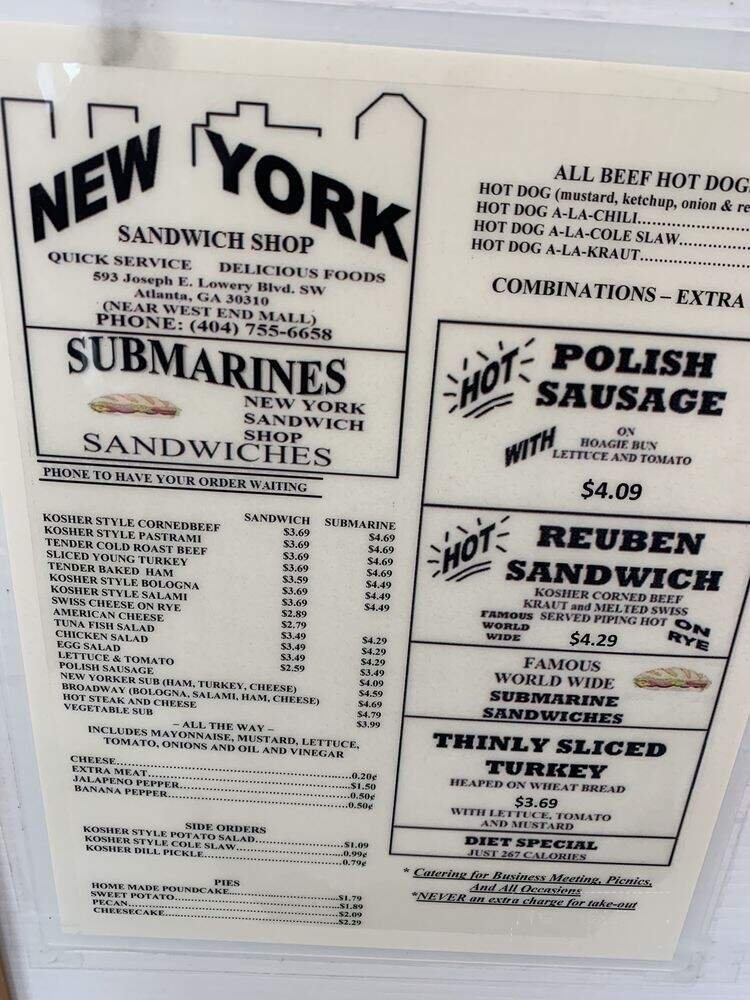 NEW YORK
SANDWICH SHOP
QUICK SERVICE DELICIOUS FOODS
593 Joseph E. Lowery Blvd. SW
Atlanta, GA 30310
(NEAR WEST END MALL)
PHONE: (404) 755-6658
SUBMARINES
NEW YORK
SANDWICH
SHOP
SANDWICHES
PHONE TO HAVE YOUR ORDER WAITING
SANDWICH SUBMARINE
KOSHER STYLE CORNEDBEEF $3.69 $4.69
KOSHER STYLE PASTRAMI $3.69 $4.69
TENDER COLD ROAST BEEF $3.69 $4.69
SLICED YOUNG TURKEY $3.69 $4.69
TENDER BAKED HAM $3.69 $4.49
KOSHER STYLE BOLOGNA $3.59 $4.49
KOSHER STYLE SALAMI $3.69 $4.49
SWISS CHEESE ON RYE $2.89
AMERICAN CHEESE $2.79
TUNA FISH SALAD $3.49 $4.29
CHICKEN SALAD $3.49 $4.29
EGG SALAD $3.49 $4.29
LETTUCE & TOMATO $2.59 $3.49
POLISH SAUSAGE $4.09
NEW YORKER SUB (HAM, TURKEY, CHEESE) $4.59
BROADWAY (BOLOGNA, SALAMI, HAM, CHEESE) $4.69
HOT STEAK AND CHEESE $4.79
VEGETABLE SUB $3.99
– ALL THE WAY –
INCLUDES MAYONNAISE, MUSTARD, LETTUCE,
TOMATO, ONIONS AND OIL AND VINEGAR
CHEESE..........0.20¢
EXTRA MEAT..........$1.50
JALAPENO PEPPER..........0.50¢
BANANA PEPPER..........0.50¢
SIDE ORDERS
KOSHER STYLE POTATO SALAD..........$1.09
KOSHER STYLE COLE SLAW..........0.99¢
KOSHER DILL PICKLE..........0.79¢
PIES
HOME MADE POUNDCAKE..........$1.79
SWEET POTATO..........$1.89
PECAN..........$2.09
CHEESECAKE..........$2.29
ALL BEEF HOT DOG
HOT DOG (mustard, ketchup, onion & re
HOT DOG A-LA-CHILI..........
HOT DOG A-LA-COLE SLAW..........
HOT DOG A-LA-KRAUT..........
COMBINATIONS – EXTRA
HOT POLISH
SAUSAGE
WITH
ON
HOAGIE BUN
LETTUCE AND TOMATO
$4.09
HOT REUBEN
SANDWICH
KOSHER CORNED BEEF
KRAUT and MELTED SWISS
SERVED PIPING HOT ON RYE
FAMOUS
WORLD
WIDE
$4.29
FAMOUS
WORLD WIDE
SUBMARINE
SANDWICHES
THINLY SLICED
TURKEY
HEAPED ON WHEAT BREAD
$3.69
WITH LETTUCE, TOMATO
AND MUSTARD
DIET SPECIAL
JUST 267 CALORIES
* Catering for Business Meeting, Picnics,
And All Occasions
*NEVER an extra charge for take-out